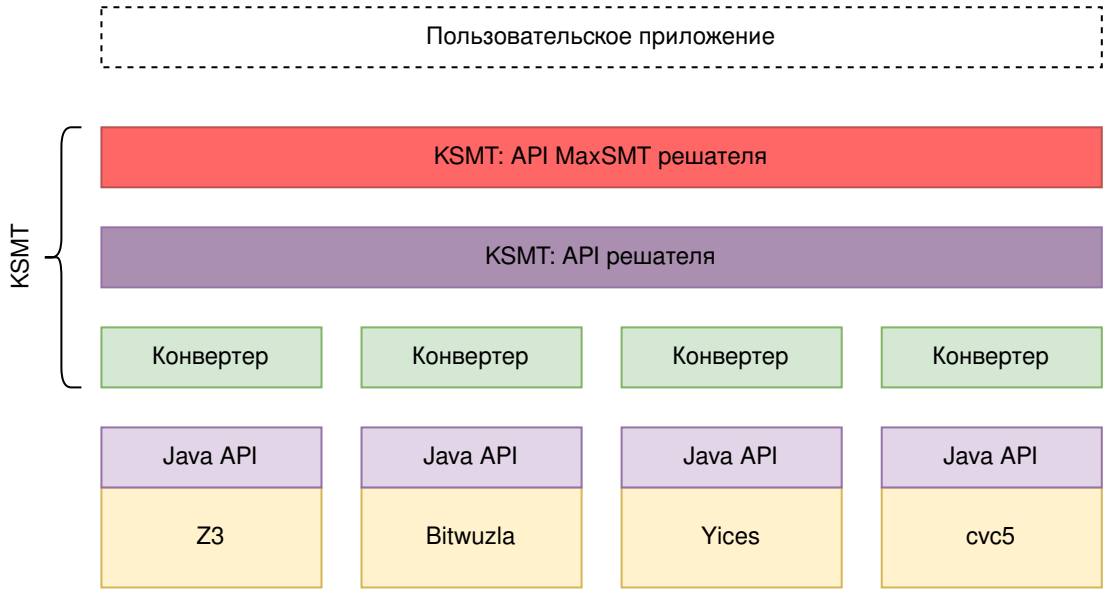 Пользовательское приложение
KSMT: API MaxSMT решателя
KSMT
KSMT: API решателя
Конвертер Конвертер Конвертер Конвертер
Java API Java API Java API Java API
Z3 Bitwuzla Yices cvc5